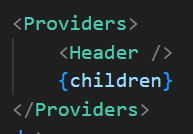 <Providers>
<Header />
{children}
</Providers>